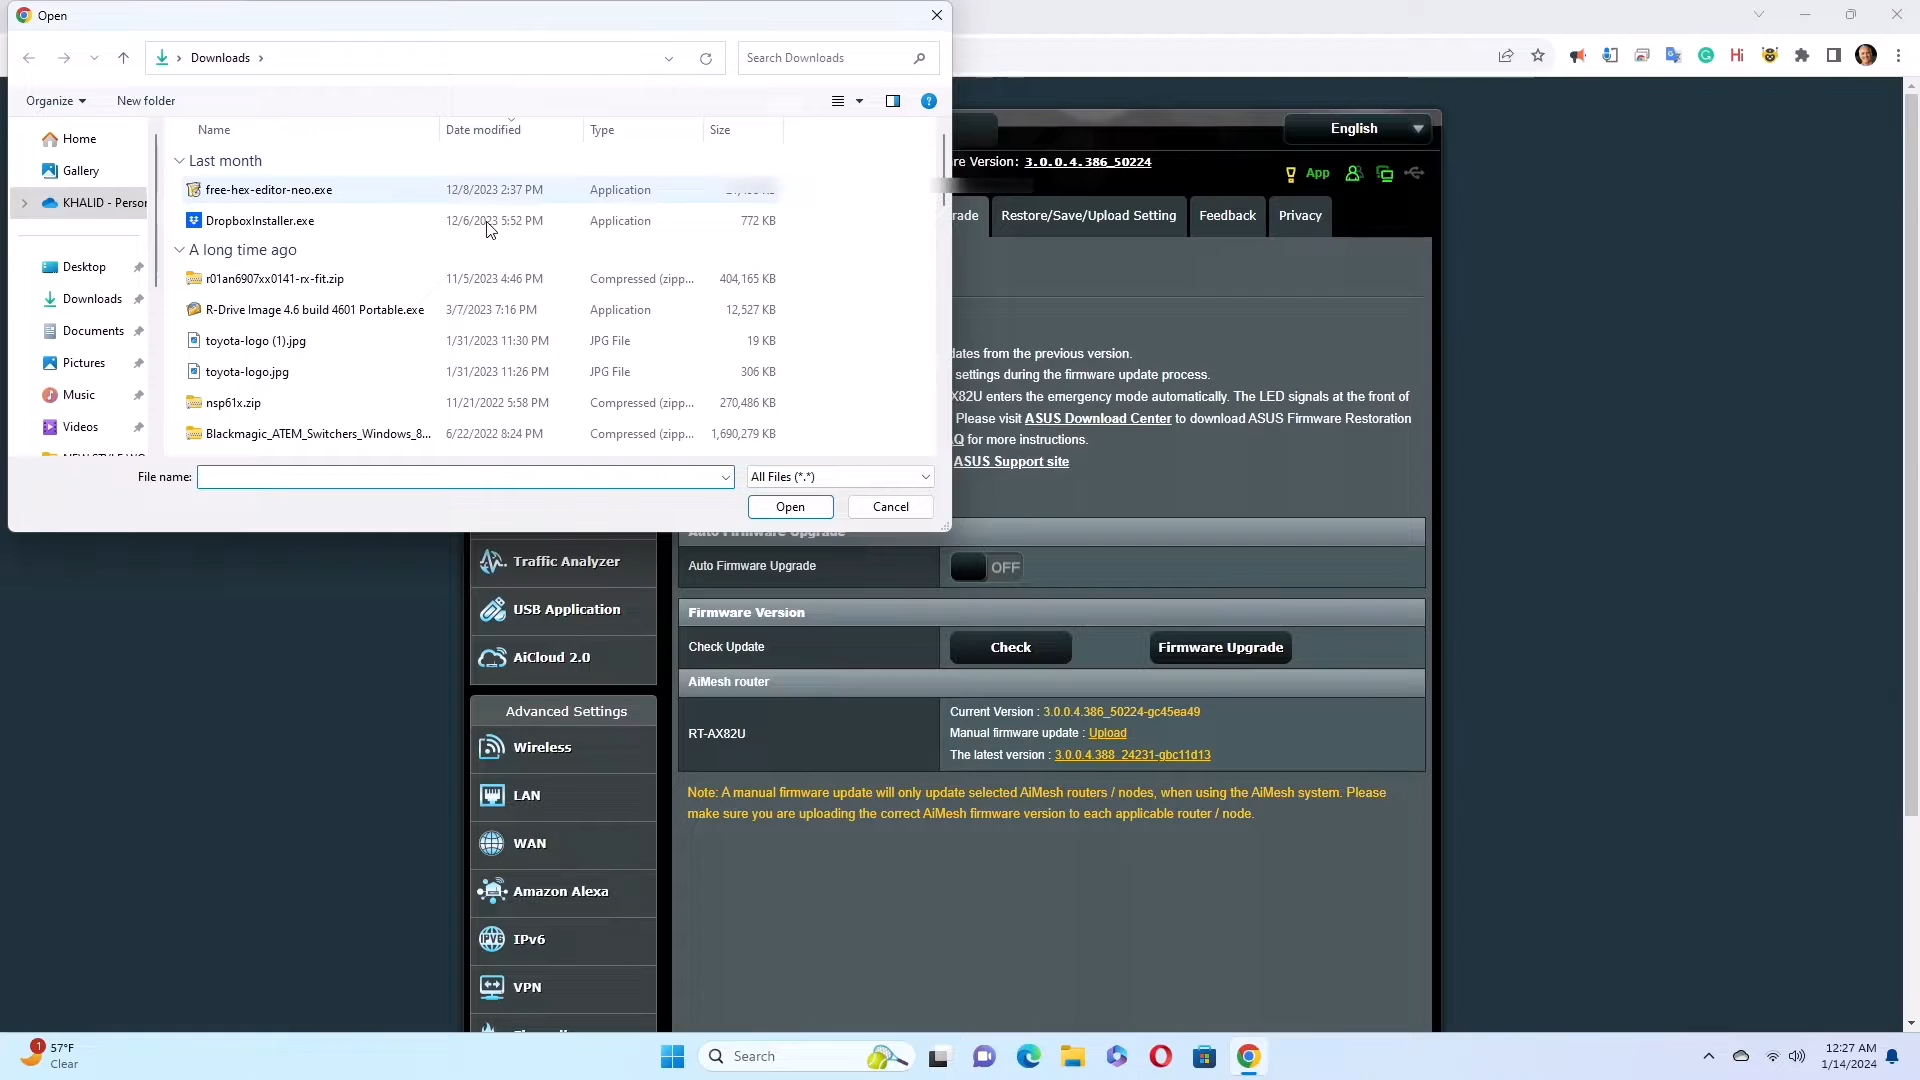 Open
Downloads
Search Downloads
Organize
New folder
Name
Date modified
Type
Size
Home
Gallery
KHALID - Person
Desktop
Downloads
Documents
Pictures
Music
Videos
Last month
free-hex-editor-neo.exe 12/8/2023 2:37 PM Application
DropboxInstaller.exe 12/6/2023 5:52 PM Application 772 KB
A long time ago
r01an6907xx0141-rx-fit.zip 11/5/2023 4:46 PM Compressed (zipp... 404,165 KB
R-Drive Image 4.6 build 4601 Portable.exe 3/7/2023 7:16 PM Application 12,527 KB
toyota-logo (1).jpg 1/31/2023 11:30 PM JPG File 19 KB
toyota-logo.jpg 1/31/2023 11:26 PM JPG File 306 KB
nsp61x.zip 11/21/2022 5:58 PM Compressed (zipp... 270,486 KB
Blackmagic_ATEM_Switchers_Windows_8... 6/22/2022 8:24 PM Compressed (zipp... 1,690,279 KB
File name:
All Files (*.*)
Open
Cancel
Hi
English
re Version: 3.0.0.4.386_50224
App
rade
Restore/Save/Upload Setting
Feedback
Privacy
dates from the previous version.
settings during the firmware update process.
AX82U enters the emergency mode automatically. The LED signals at the front of
Please visit ASUS Download Center to download ASUS Firmware Restoration
Q for more instructions.
ASUS Support site
Auto Firmware Upgrade
Auto Firmware Upgrade
OFF
Firmware Version
Check Update
Check
Firmware Upgrade
AiMesh router
RT-AX82U
Current Version : 3.0.0.4.386_50224-gc45ea49
Manual firmware update : Upload
The latest version : 3.0.0.4.388_24231-gbc11d13
Note: A manual firmware update will only update selected AiMesh routers / nodes, when using the AiMesh system. Please
make sure you are uploading the correct AiMesh firmware version to each applicable router / node.
Traffic Analyzer
USB Application
AiCloud 2.0
Advanced Settings
Wireless
LAN
WAN
Amazon Alexa
IPv6
VPN
1
57°F
Clear
Search
12:27 AM
1/14/2024